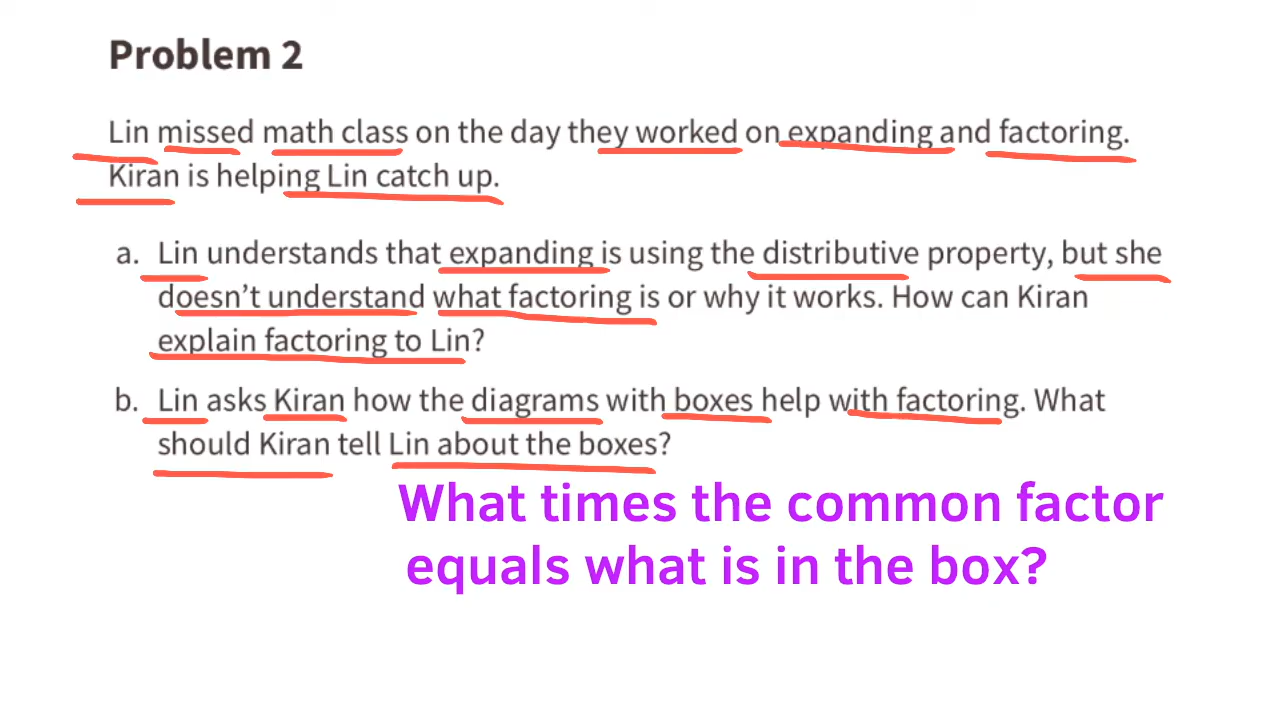 Problem 2
Lin missed math class on the day they worked on expanding and factoring.
Kiran is helping Lin catch up.
a. Lin understands that expanding is using the distributive property, but she
doesn’t understand what factoring is or why it works. How can Kiran
explain factoring to Lin?
b. Lin asks Kiran how the diagrams with boxes help with factoring. What
should Kiran tell Lin about the boxes?
What times the common factor
equals what is in the box?